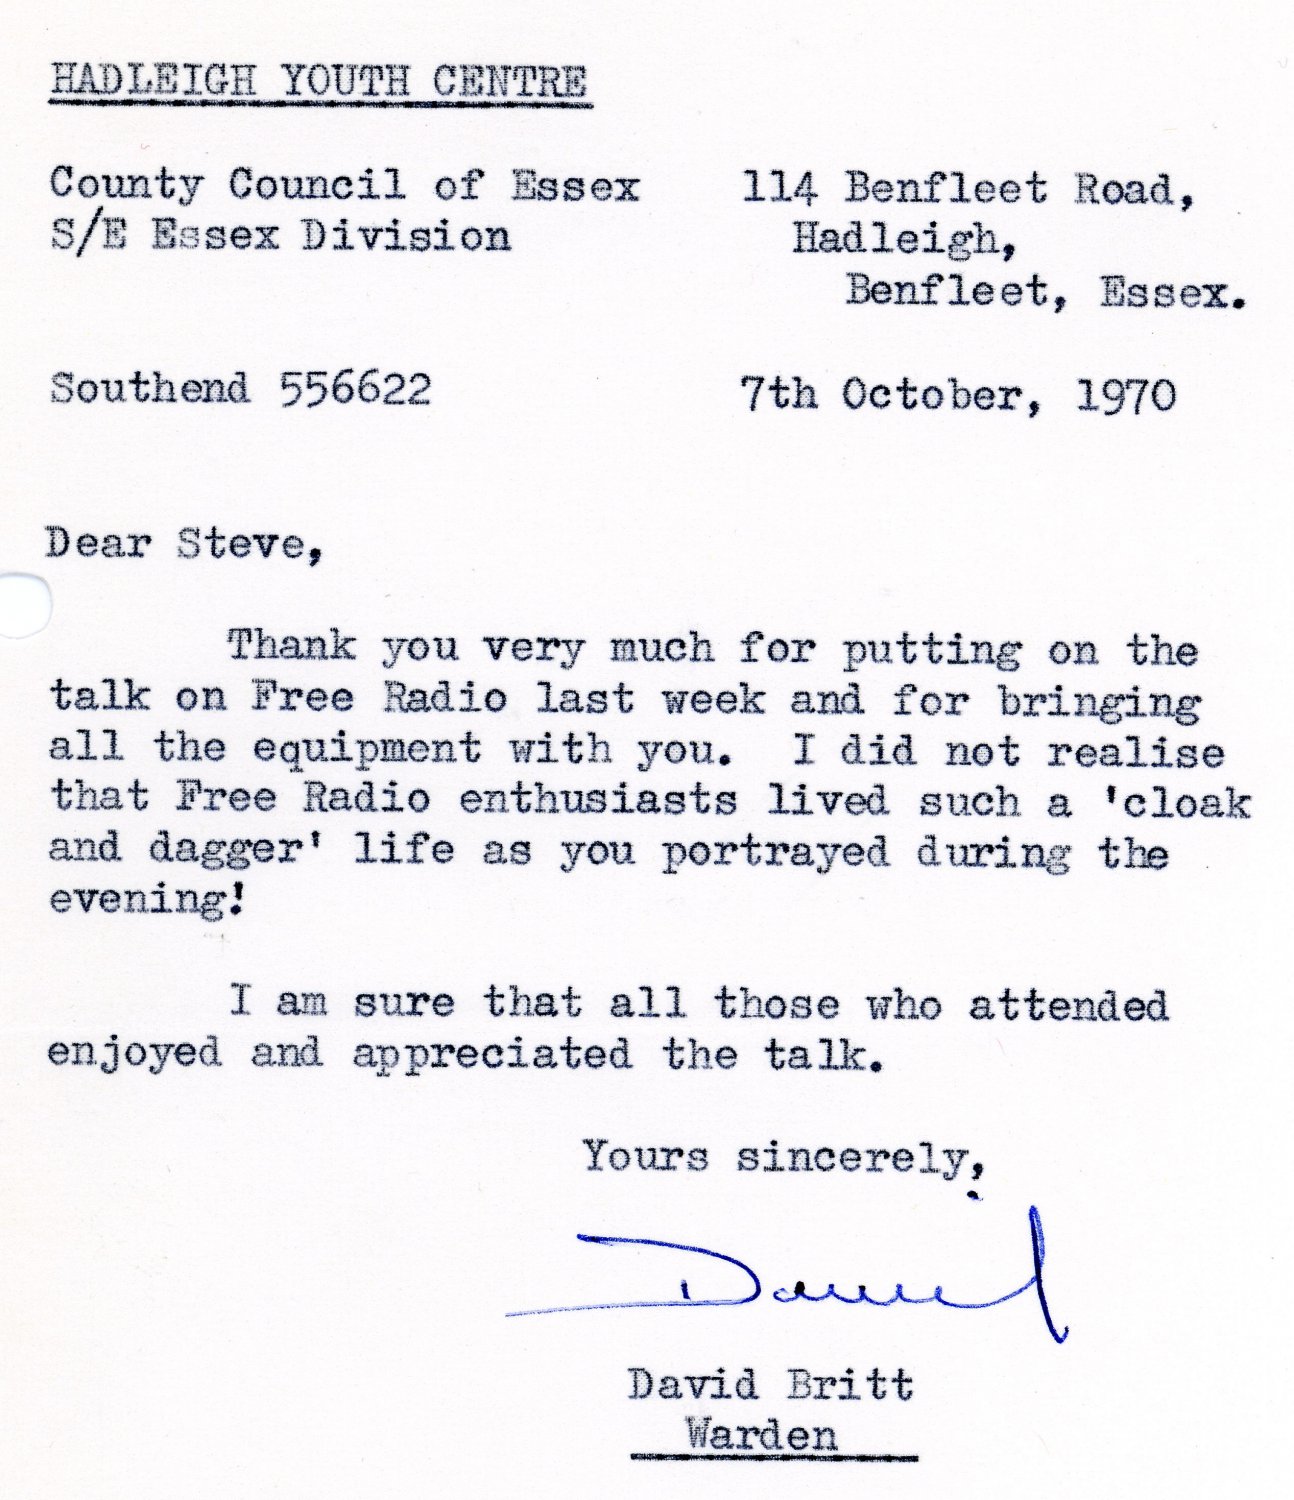 HADLEIGH YOUTH CENTRE
County Council of Essex
S/E Essex Division
114 Benfleet Road,
Hadleigh,
Benfleet, Essex.
Southend 556622
7th October, 1970
Dear Steve,
Thank you very much for putting on the
talk on Free Radio last week and for bringing
all the equipment with you.  I did not realise
that Free Radio enthusiasts lived such a 'cloak
and dagger' life as you portrayed during the
evening!
I am sure that all those who attended
enjoyed and appreciated the talk.
Yours sincerely,
David
David Britt
Warden